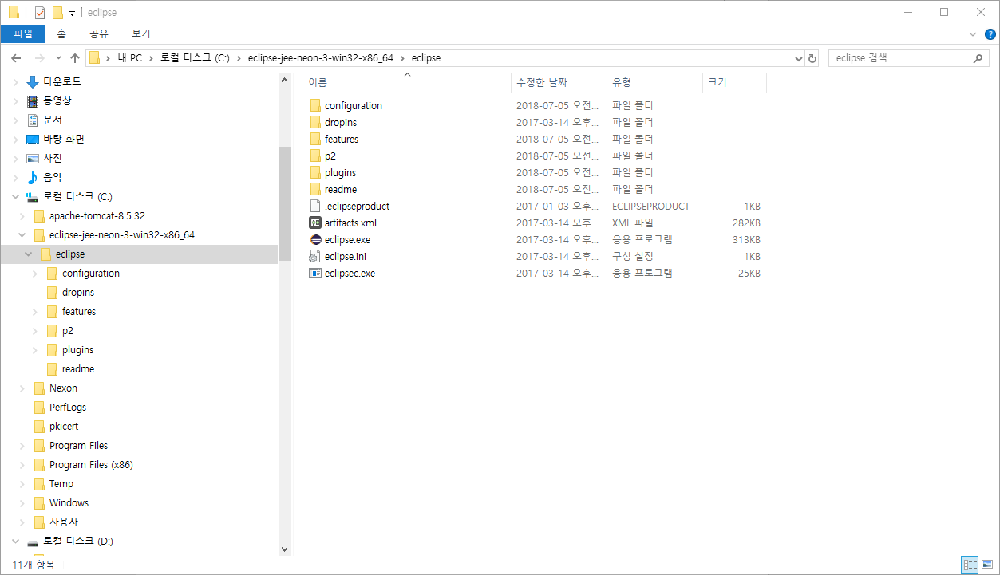 eclipse
파일 홈 공유 보기
내 PC 로컬 디스크 (C:) eclipse-jee-neon-3-win32-x86_64 eclipse
eclipse 검색
다운로드
동영상
문서
바탕 화면
사진
음악
로컬 디스크 (C:)
apache-tomcat-8.5.32
eclipse-jee-neon-3-win32-x86_64
eclipse
configuration
dropins
features
p2
plugins
readme
Nexon
PerfLogs
pkicert
Program Files
Program Files (x86)
Temp
Windows
사용자
로컬 디스크 (D:)
이름 수정한 날짜 유형 크기
configuration 2018-07-05 오전... 파일 폴더
dropins 2017-03-14 오후... 파일 폴더
features 2018-07-05 오전... 파일 폴더
p2 2018-07-05 오전... 파일 폴더
plugins 2018-07-05 오전... 파일 폴더
readme 2018-07-05 오전... 파일 폴더
.eclipseproduct 2017-01-03 오후... ECLIPSEPRODUCT 1KB
artifacts.xml 2017-03-14 오후... XML 파일 282KB
eclipse.exe 2017-03-14 오후... 응용 프로그램 313KB
eclipse.ini 2017-03-14 오후... 구성 설정 1KB
eclipsec.exe 2017-03-14 오후... 응용 프로그램 25KB
11개 항목